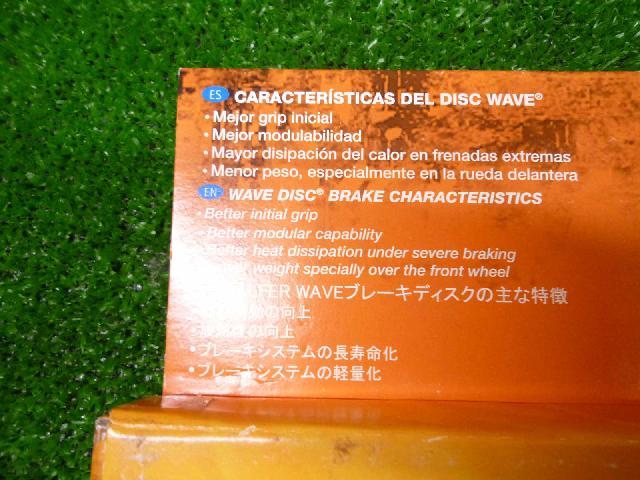 ES CARACTERÍSTICAS DEL DISC WAVE®
• Mejor grip inicial
• Mejor modulabilidad
• Mayor disipación del calor en frenadas extremas
• Menor peso, especialmente en la rueda delantera
EN WAVE DISC® BRAKE CHARACTERISTICS
• Better initial grip
• Better modular capability
• Better heat dissipation under severe braking
weight specially over the front wheel
WAVEブレーキディスクの主な特徴
の向上
の向上
• ブレーキシステムの長寿命化
• ブレーキシステムの軽量化